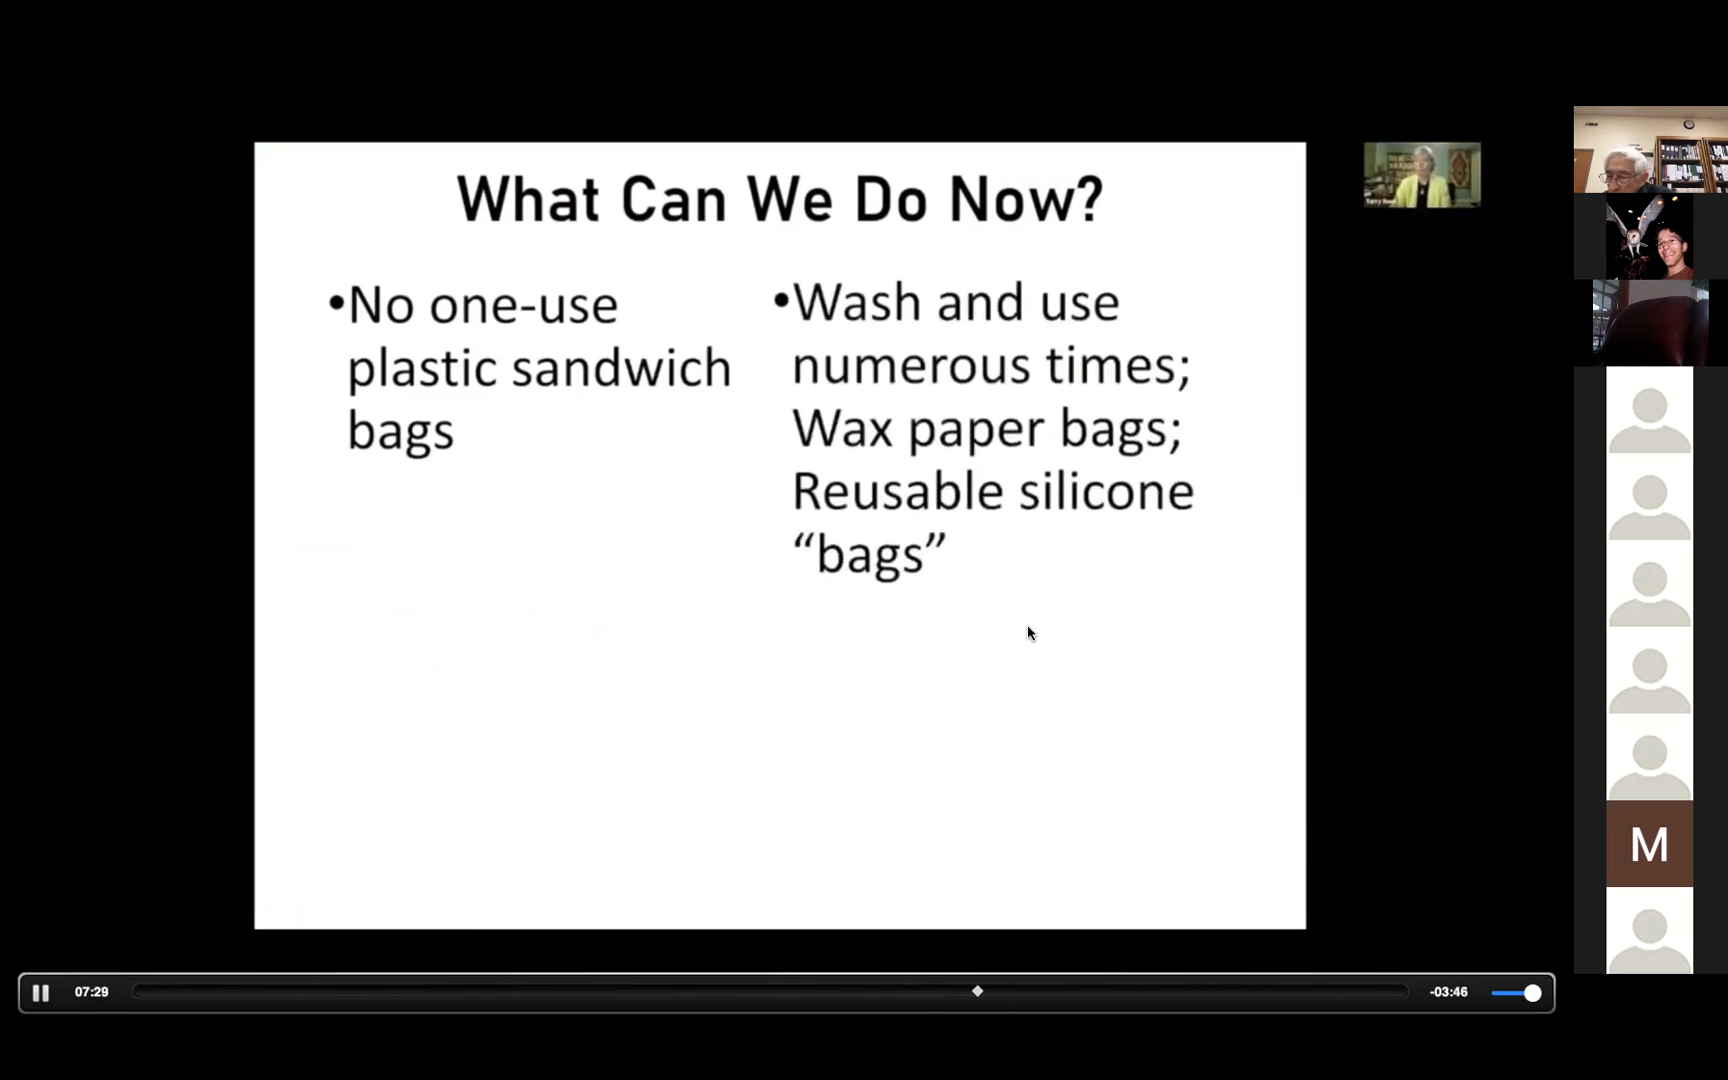 What Can We Do Now?
•No one-use
plastic sandwich
bags
•Wash and use
numerous times;
Wax paper bags;
Reusable silicone
“bags”
M
07:29
-03:46